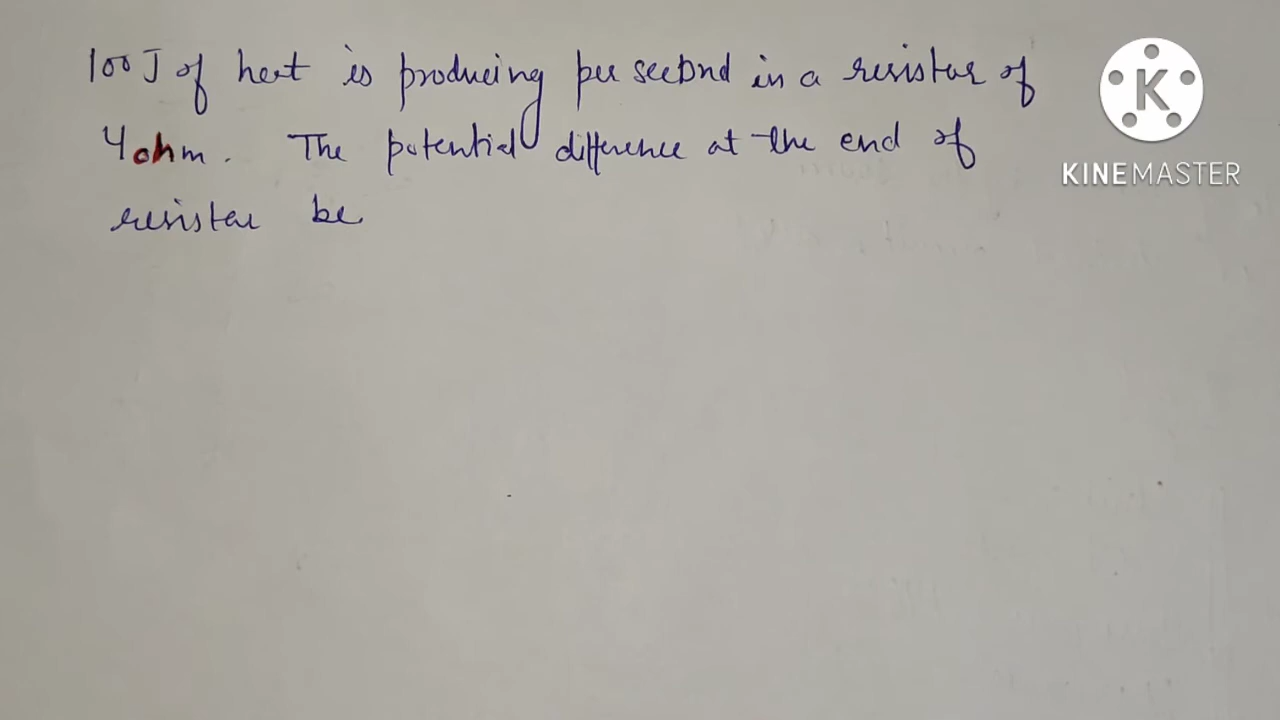 100J of heat is producing per second in a resistor of
4 ohm. The potential difference at the end of
resistor be
K
KINEMASTER